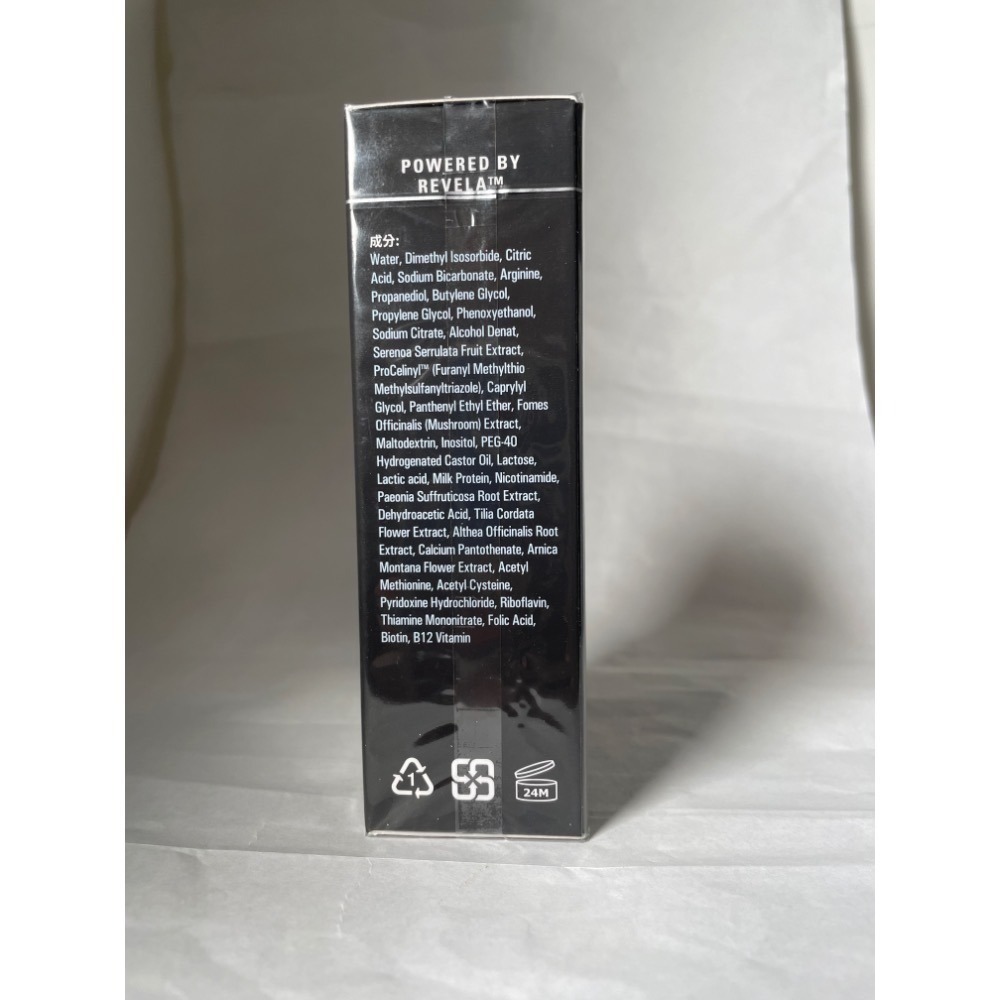 POWERED BY
REVELA™
成分:
Water, Dimethyl Isosorbide, Citric
Acid, Sodium Bicarbonate, Arginine,
Propanediol, Butylene Glycol,
Propylene Glycol, Phenoxyethanol,
Sodium Citrate, Alcohol Denat,
Serenoa Serrulata Fruit Extract,
ProCelinyl™ (Furanyl Methylthio
Methylsulfanyltriazole), Caprylyl
Glycol, Panthenyl Ethyl Ether, Fomes
Officinalis (Mushroom) Extract,
Maltodextrin, Inositol, PEG-40
Hydrogenated Castor Oil, Lactose,
Lactic acid, Milk Protein, Nicotinamide,
Paeonia Suffruticosa Root Extract,
Dehydroacetic Acid, Tilia Cordata
Flower Extract, Althea Officinalis Root
Extract, Calcium Pantothenate, Arnica
Montana Flower Extract, Acetyl
Methionine, Acetyl Cysteine,
Pyridoxine Hydrochloride, Riboflavin,
Thiamine Mononitrate, Folic Acid,
Biotin, B12 Vitamin
1
24M